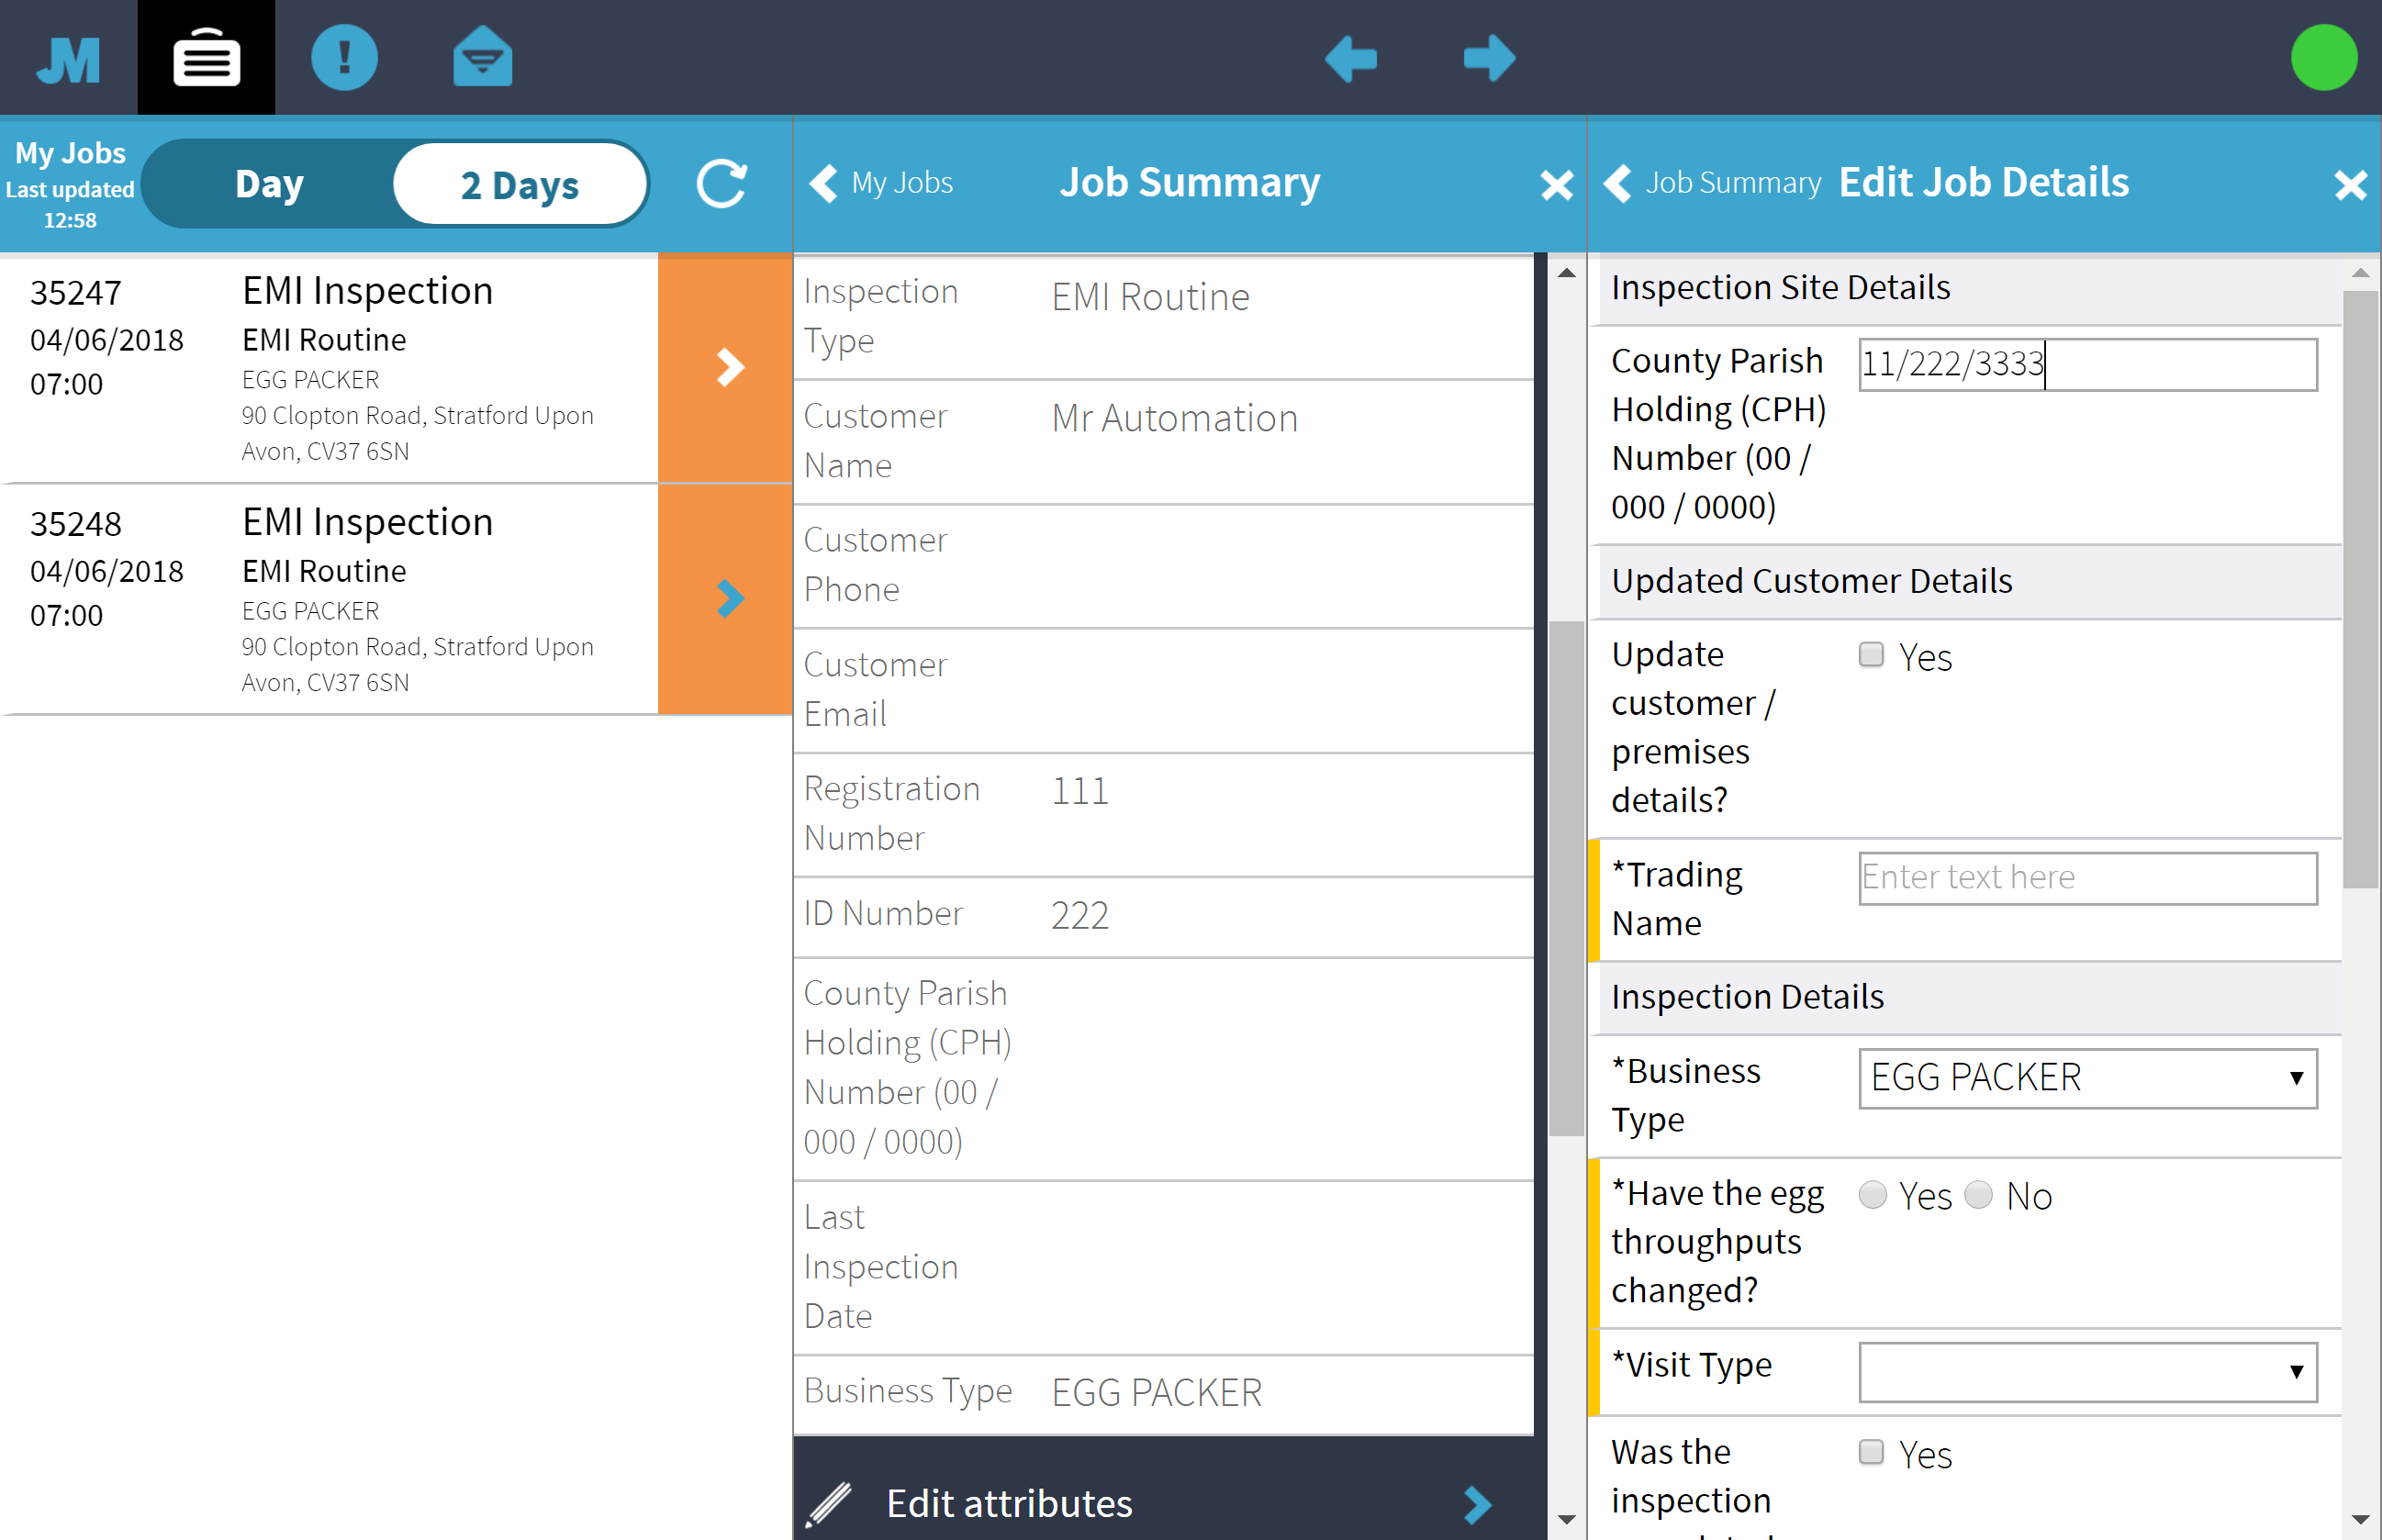 JM
My Jobs
Last updated
12:58
Day
2 Days
My Jobs
Job Summary
Job Summary
Edit Job Details
35247
04/06/2018
07:00
EMI Inspection
EMI Routine
EGG PACKER
90 Clopton Road, Stratford Upon
Avon, CV37 6SN
35248
04/06/2018
07:00
EMI Inspection
EMI Routine
EGG PACKER
90 Clopton Road, Stratford Upon
Avon, CV37 6SN
Inspection
Type
EMI Routine
Customer
Name
Mr Automation
Customer
Phone
Customer
Email
Registration
Number
111
ID Number
222
County Parish
Holding (CPH)
Number (00 /
000 / 0000)
Last
Inspection
Date
Business Type
EGG PACKER
Edit attributes
Inspection Site Details
County Parish
Holding (CPH)
Number (00 /
000 / 0000)
11/222/3333
Updated Customer Details
Update
customer /
premises
details?
Yes
*Trading
Name
Enter text here
Inspection Details
*Business
Type
EGG PACKER
*Have the egg
throughputs
changed?
Yes
No
*Visit Type
Was the
inspection
Yes